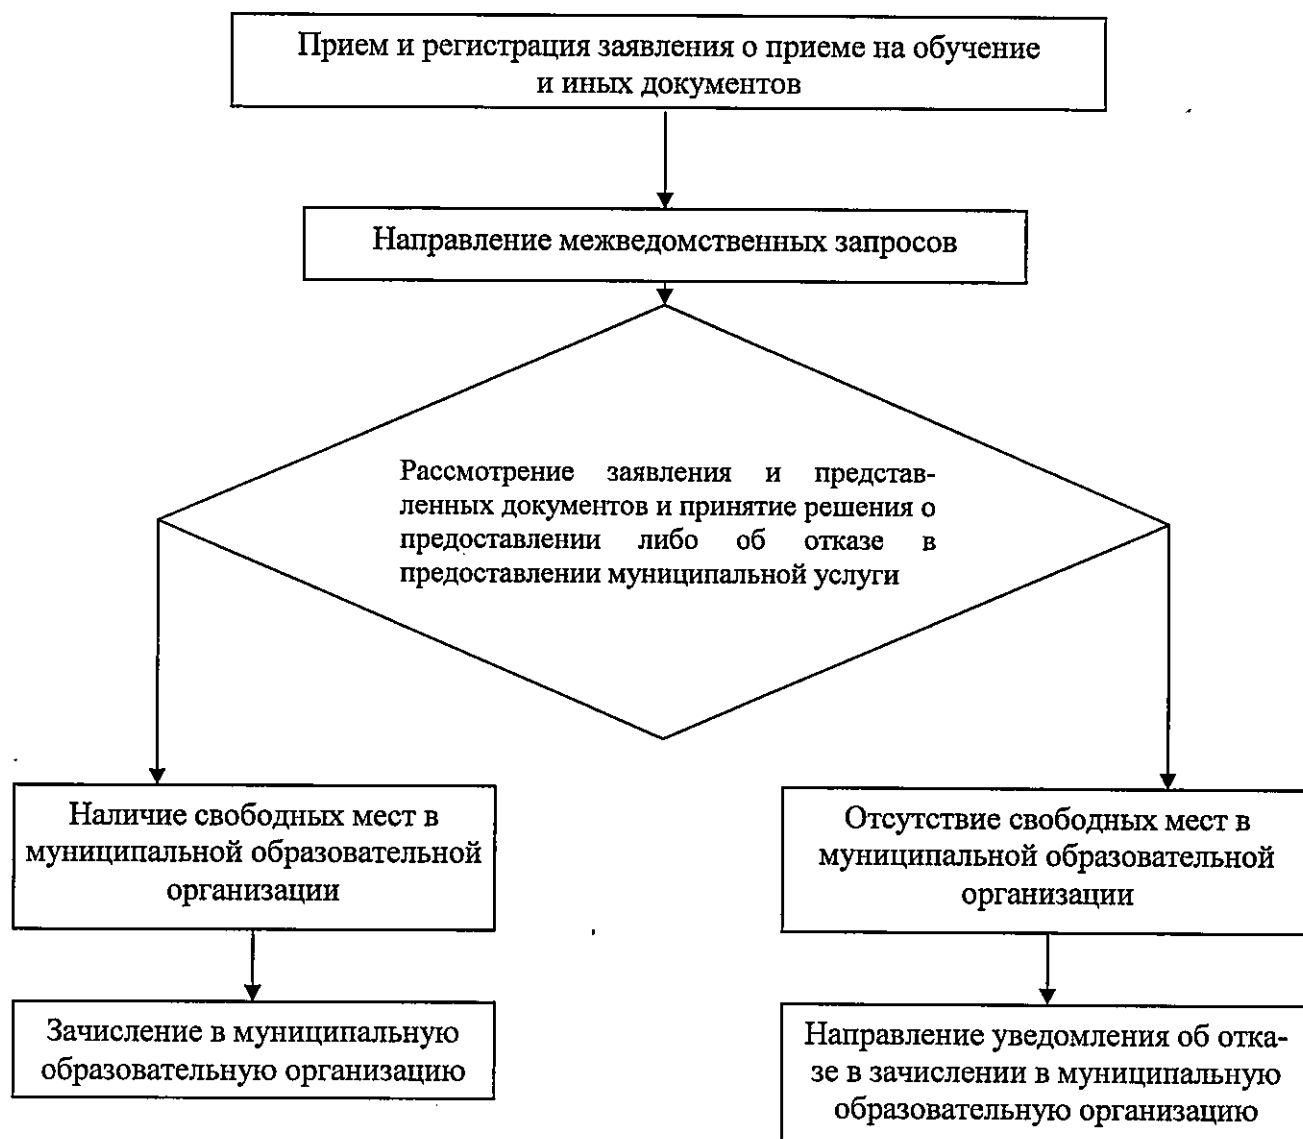 Прием и регистрация заявления о приеме на обучение
и иных документов
Направление межведомственных запросов
Рассмотрение заявления и представ-
ленных документов и принятие решения о
предоставлении либо об отказе в
предоставлении муниципальной услуги
Наличие свободных мест в
муниципальной образовательной
организации
Отсутствие свободных мест в
муниципальной образовательной
организации
Зачисление в муниципальную
образовательную организацию
Направление уведомления об отка-
зе в зачислении в муниципальную
образовательную организацию